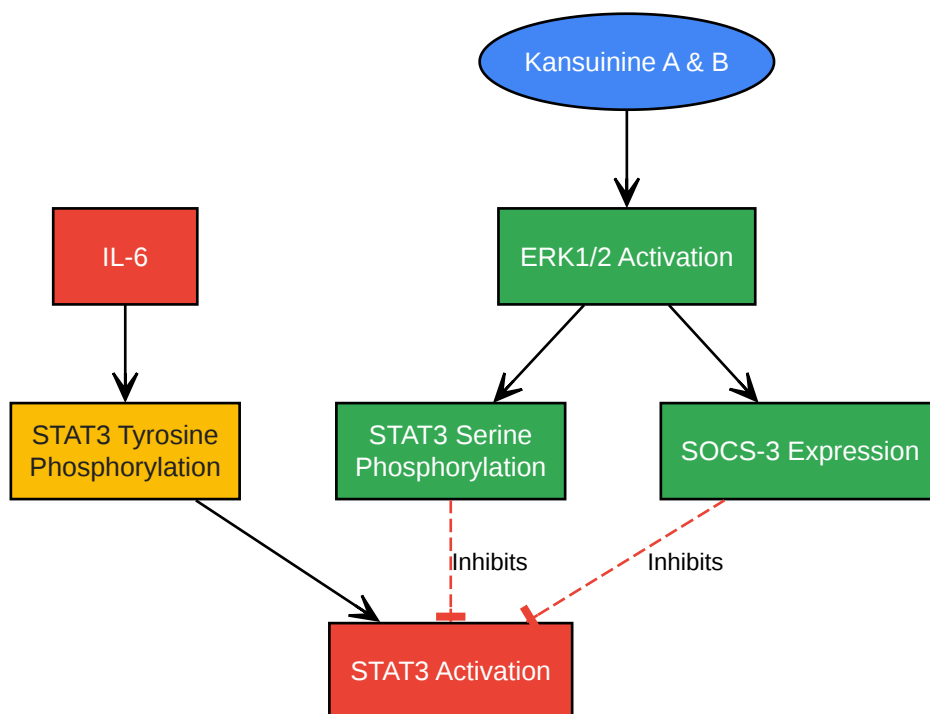 Kansuinine A & B
IL-6
ERK1/2 Activation
STAT3 Tyrosine
Phosphorylation
STAT3 Serine
Phosphorylation
SOCS-3 Expression
Inhibits
Inhibits
STAT3 Activation